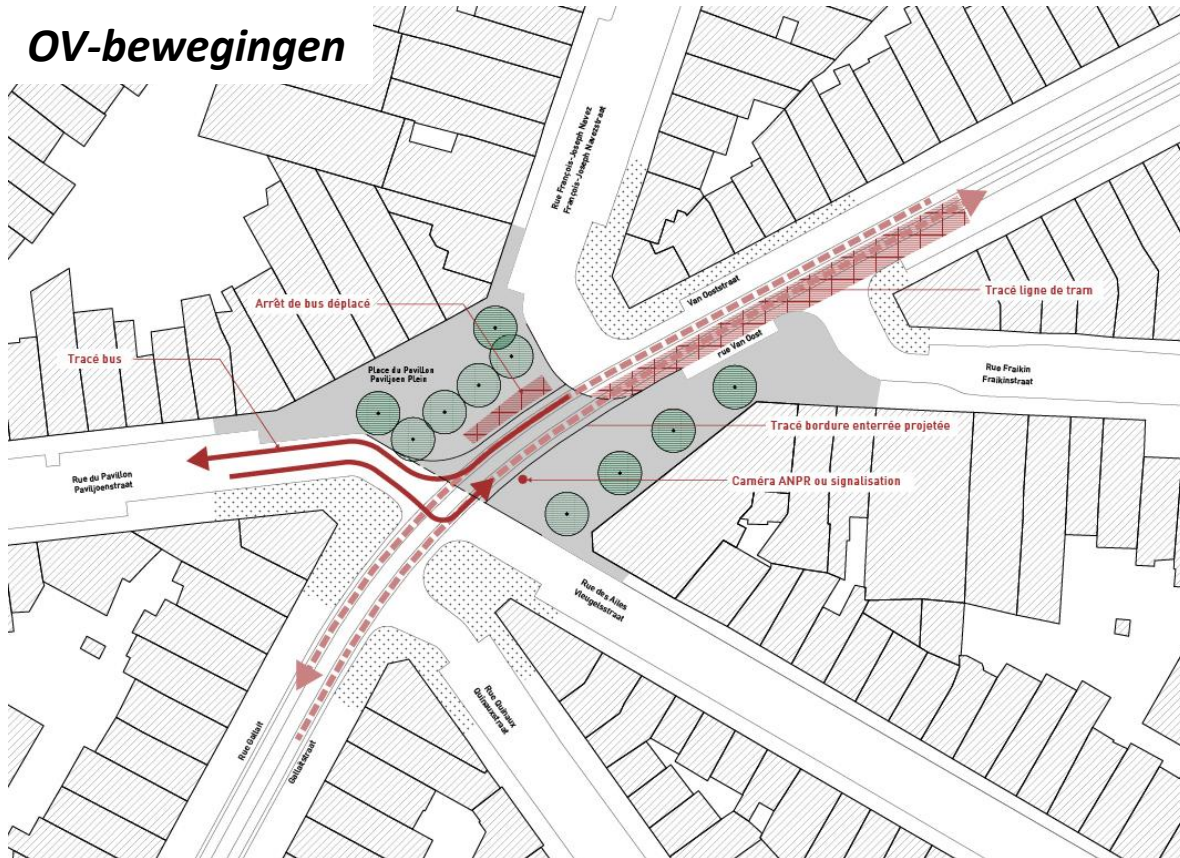 OV-bewegingen
Rue François-Joseph Navez
François-Joseph Navezstraat
Arrêt de bus déplacé
Van Ooststraat
Tracé ligne de tram
rue Van Oost
Tracé bus
Place du Pavillon
Paviljoen Plein
Rue Fraikin
Fraikinstraat
Tracé bordure enterrée projetée
Rue du Pavillon
Paviljoenstraat
Caméra ANPR ou signalisation
Rue des Ailes
Vleugelsstraat
Rue Quinaux
Quinauxstraat
Rue Gallait
Gallaitstraat